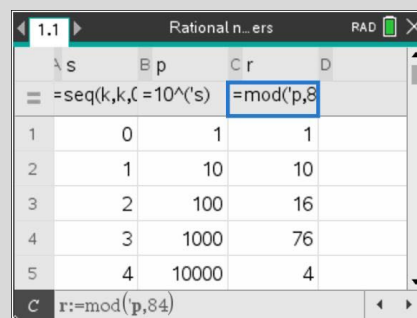 1.1 Rational n...ers RAD
A s B p C r D
= =seq(k,k,0 =10^('s) =mod('p,8
1 0 1 1
2 1 10 10
3 2 100 16
4 3 1000 76
5 4 10000 4
C r:=mod('p,84)